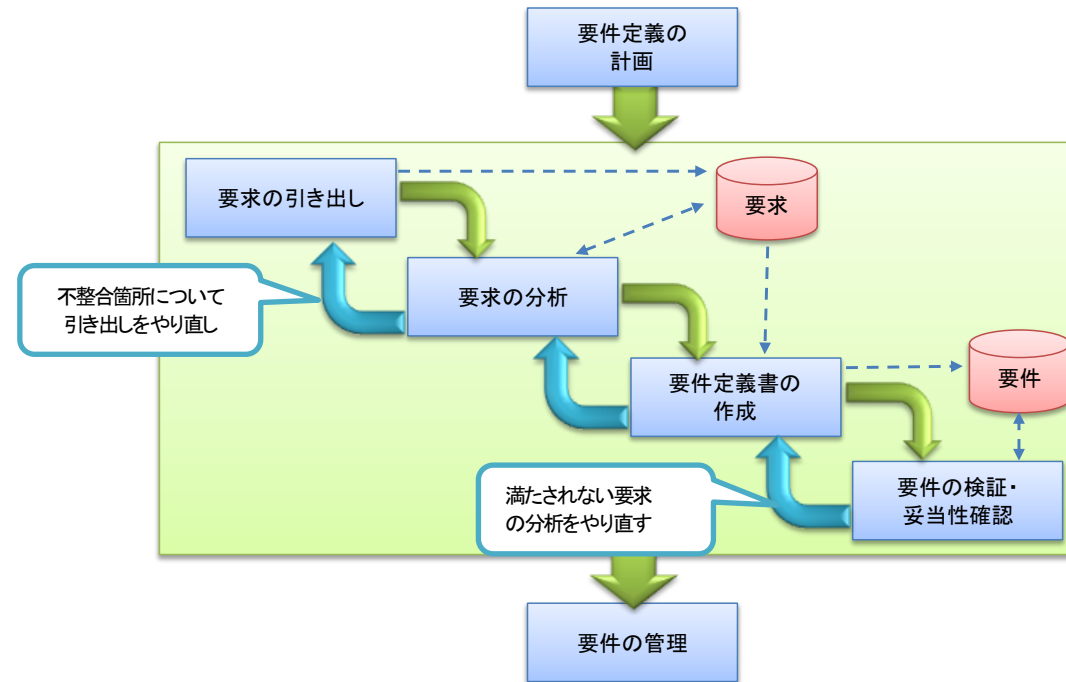 要件定義の
計画
要求の引き出し
要求
不整合箇所について
引き出しをやり直し
要求の分析
要件定義書の
作成
要件
満たされない要求
の分析をやり直す
要件の検証・
妥当性確認
要件の管理